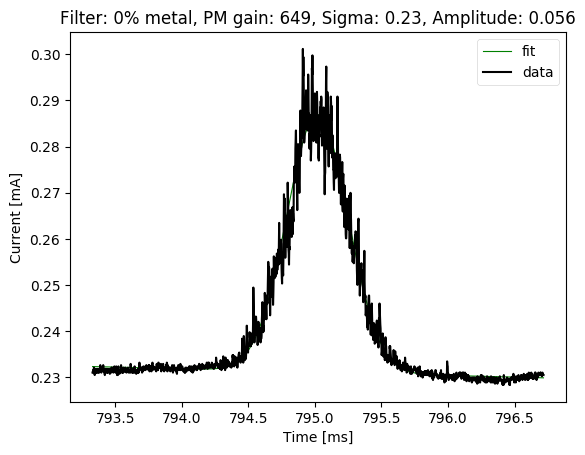 Filter: 0% metal, PM gain: 649, Sigma: 0.23, Amplitude: 0.056
fit
data
0.30
0.29
0.28
0.27
0.26
0.25
0.24
0.23
Current [mA]
793.5 794.0 794.5 795.0 795.5 796.0 796.5
Time [ms]